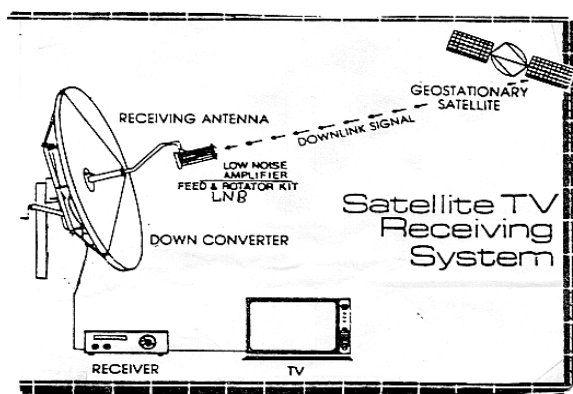 GEOSTATIONARY
SATELLITE
RECEIVING ANTENNA
DOWNLINK SIGNAL
LOW NOISE
AMPLIFIER
FEED & ROTATOR KIT
LNB
Satellite TV
Receiving
System
DOWN CONVERTER
RECEIVER
TV